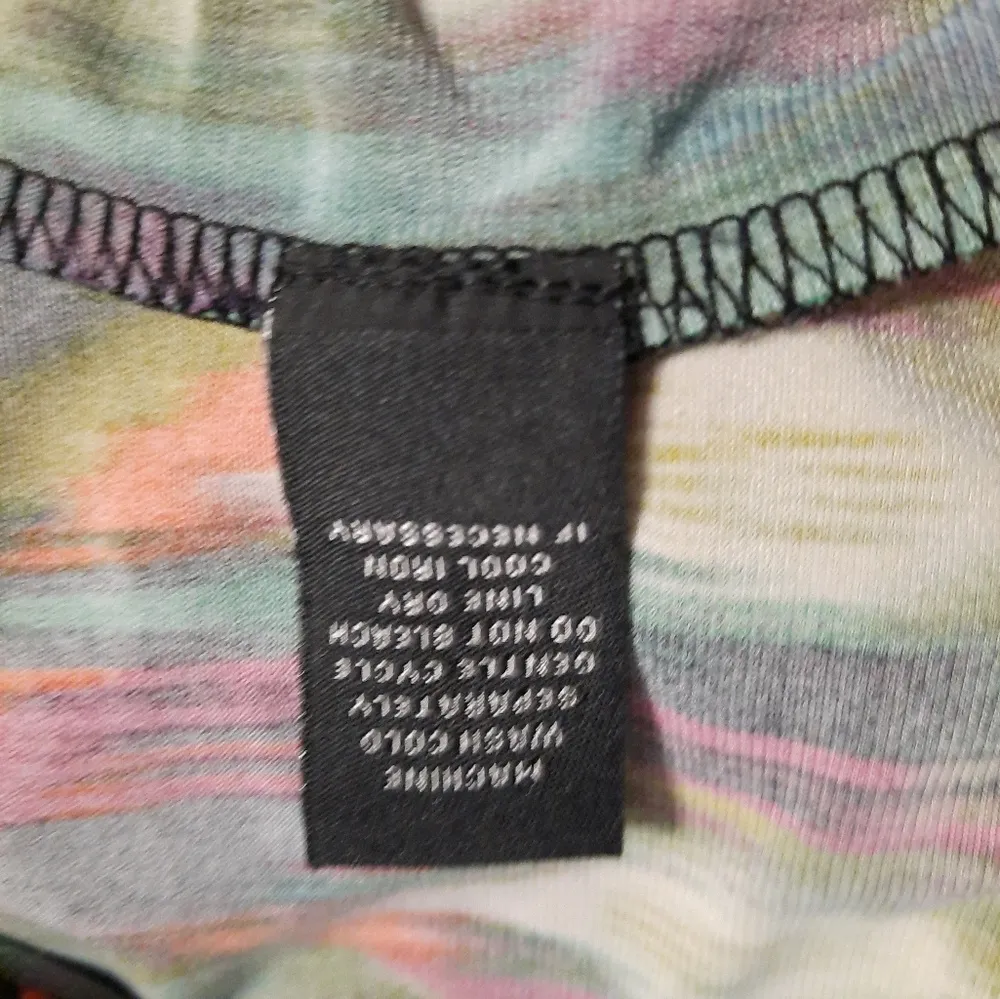 MACHINE
WASH COLD
SEPARATELY
GENTLE CYCLE
DO NOT BLEACH
LINE DRY
COOL IRON
IF NECESSARY